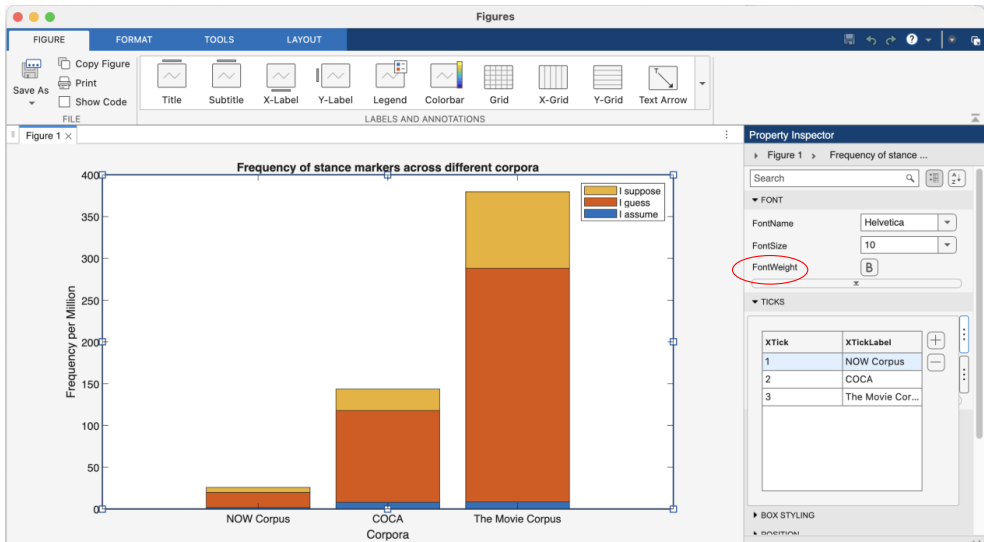 Figures
FIGURE FORMAT TOOLS LAYOUT
?
Save As
Copy Figure
Print
Show Code
FILE
Title Subtitle X-Label Y-Label Legend Colorbar Grid X-Grid Y-Grid Text Arrow
LABELS AND ANNOTATIONS
Figure 1
Frequency of stance markers across different corpora
Frequency per Million
400
350
300
250
200
150
100
50
0
I suppose
I guess
I assume
NOW Corpus COCA The Movie Corpus
Corpora
Property Inspector
Figure 1 Frequency of stance ...
Search
FONT
FontName Helvetica
FontSize 10
FontWeight B
TICKS
XTick XTickLabel
1 NOW Corpus
2 COCA
3 The Movie Cor...
BOX STYLING
POSITION